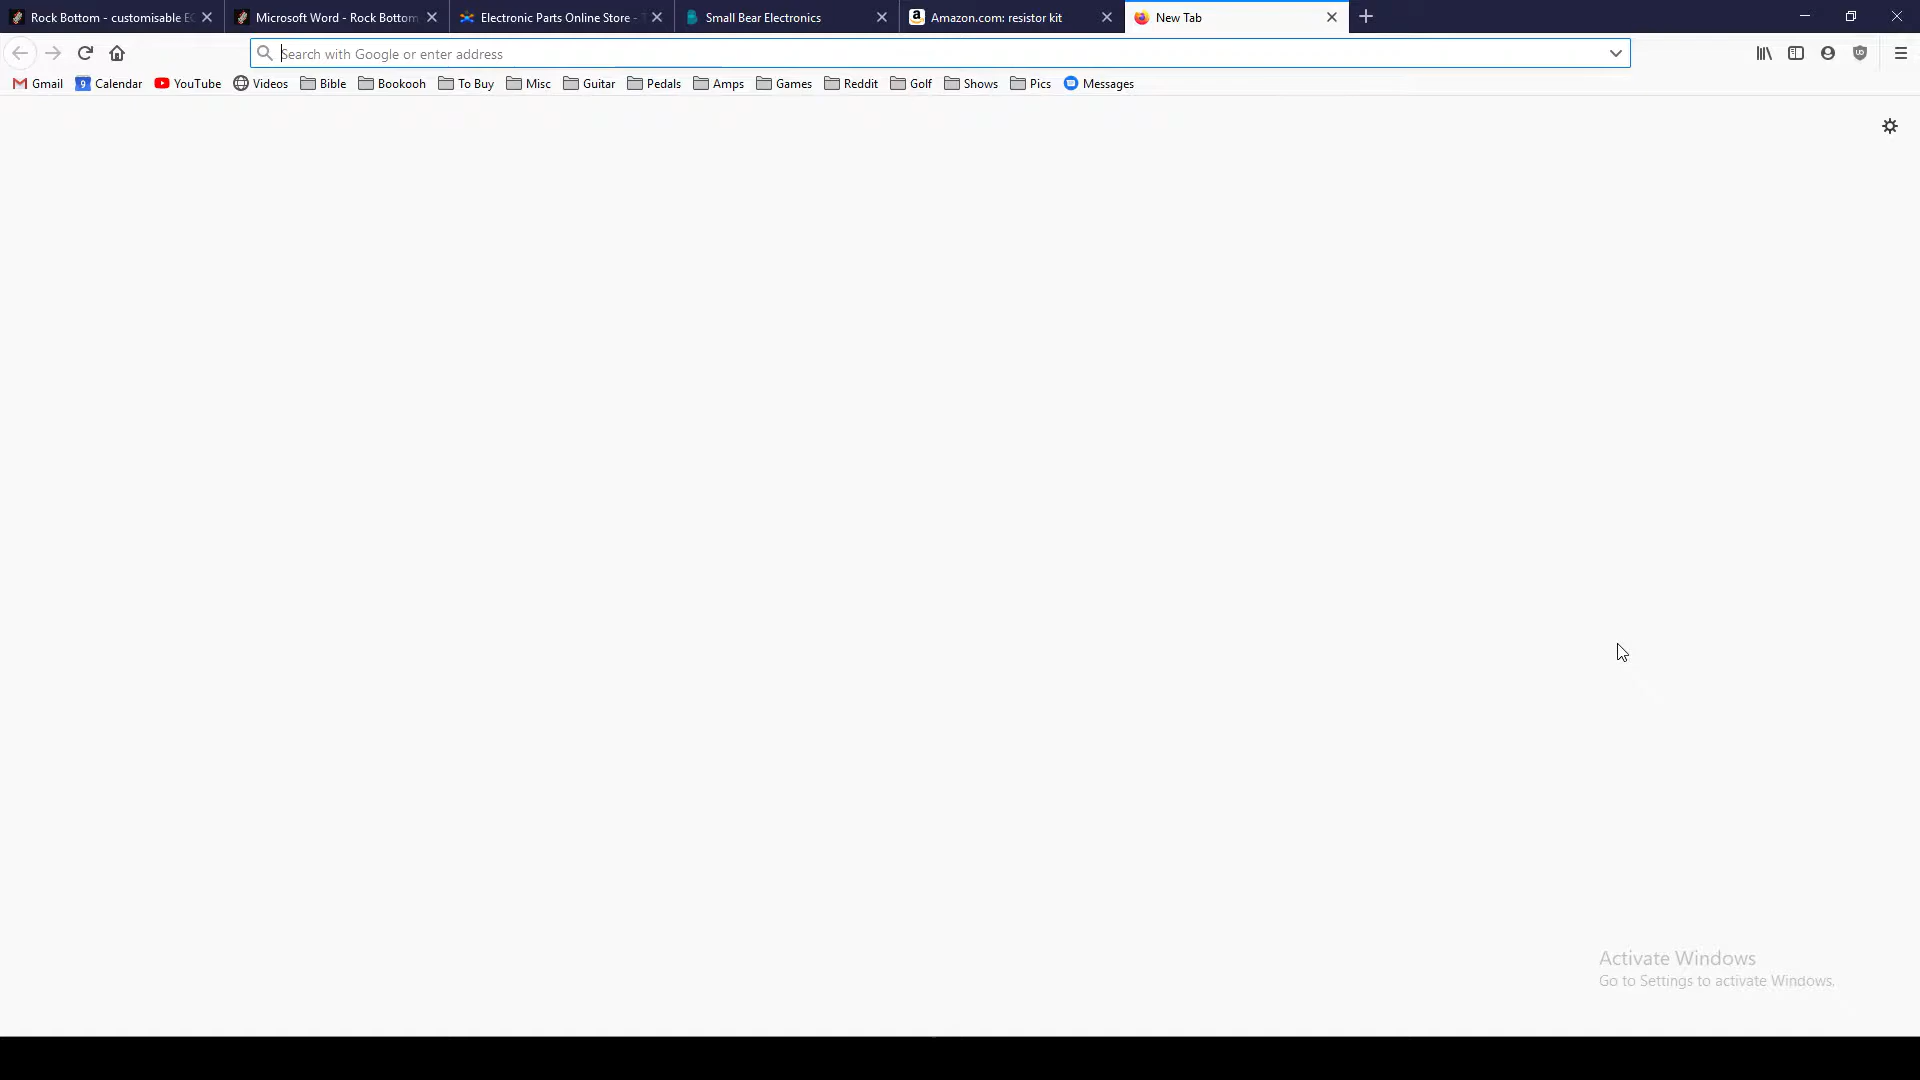 Rock Bottom - customisable EQ
Microsoft Word - Rock Bottom
Electronic Parts Online Store -
Small Bear Electronics
Amazon.com: resistor kit
New Tab
Search with Google or enter address
Gmail
9 Calendar
YouTube
Videos
Bible
Bookooh
To Buy
Misc
Guitar
Pedals
Amps
Games
Reddit
Golf
Shows
Pics
Messages
Activate Windows
Go to Settings to activate Windows.